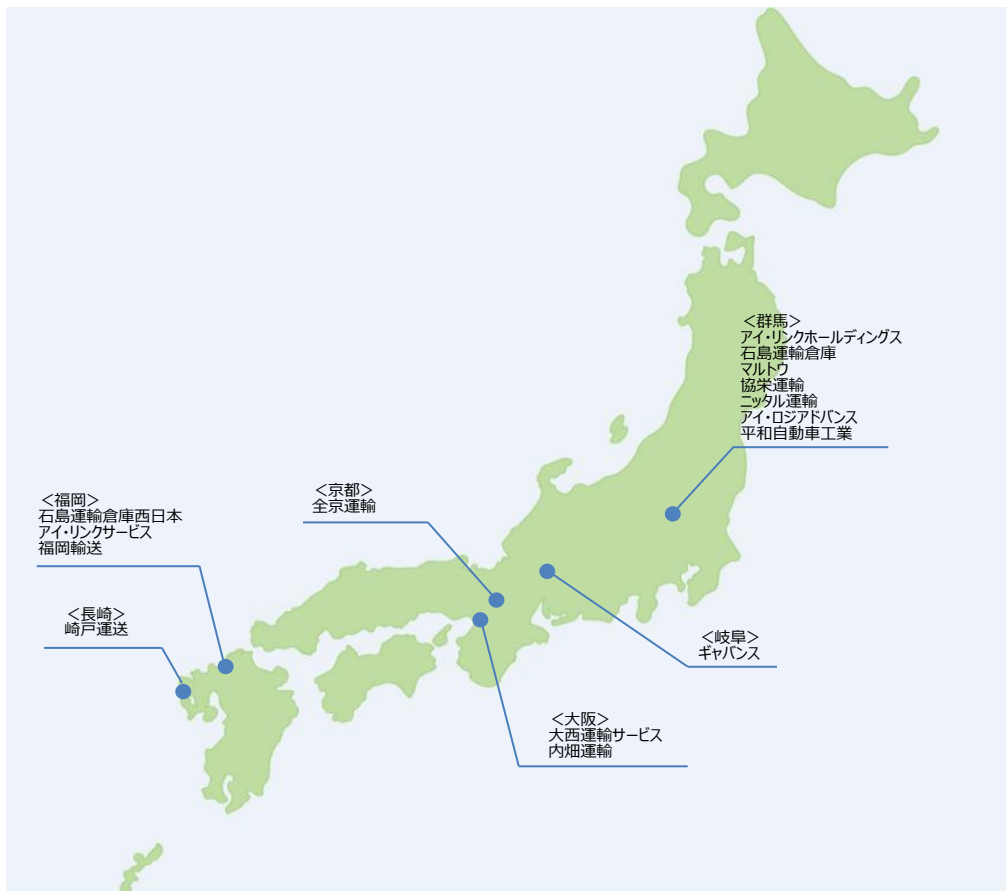 ＜群馬＞
アイ・リンクホールディングス
石島運輸倉庫
マルトウ
協栄運輸
ニッタル運輸
アイ・ロジアドバンス
平和自動車工業
＜京都＞
全京運輸
＜福岡＞
石島運輸倉庫西日本
アイ・リンクサービス
福岡輸送
＜長崎＞
崎戸運送
＜岐阜＞
ギャバンス
＜大阪＞
大西運輸サービス
内畑運輸